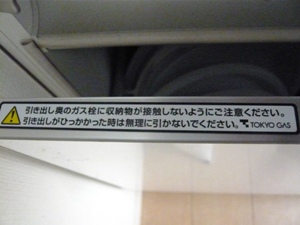 引き出し奥のガス栓に収納物が接触しないようにご注意ください。
引き出しがひっかかった時は無理に引かないでください。 TOKYO GAS